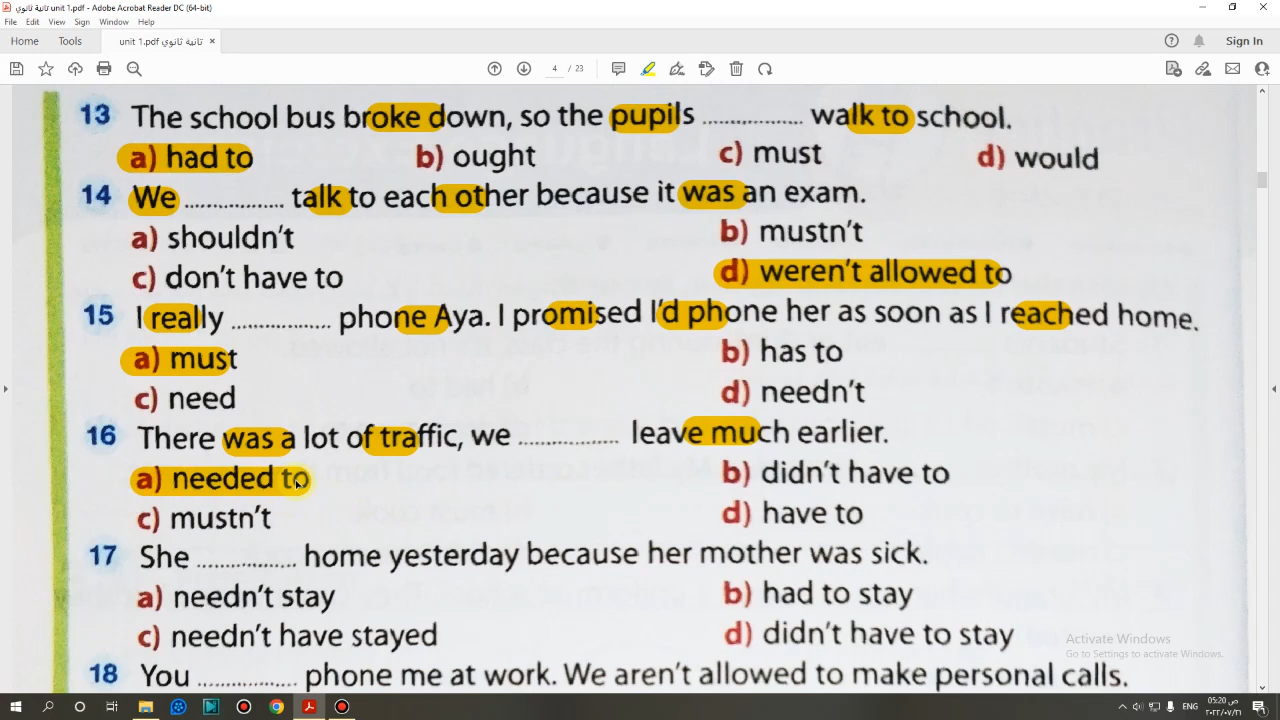 تانية ثانوي unit 1.pdf - Adobe Acrobat Reader DC (64-bit)
File Edit View Sign Window Help
Home Tools تانية ثانوي unit 1.pdf × Sign In
4 / 23
13 The school bus broke down, so the pupils .............. walk to school.
a) had to b) ought c) must d) would
14 We .............. talk to each other because it was an exam.
a) shouldn't b) mustn't
c) don't have to d) weren't allowed to
15 I really .............. phone Aya. I promised I'd phone her as soon as I reached home.
a) must b) has to
c) need d) needn't
16 There was a lot of traffic, we .............. leave much earlier.
a) needed to b) didn't have to
c) mustn't d) have to
17 She .............. home yesterday because her mother was sick.
a) needn't stay b) had to stay
c) needn't have stayed d) didn't have to stay
Activate Windows
Go to Settings to activate Windows.
18 You .............. phone me at work. We aren't allowed to make personal calls.
ENG 05:20 ص
٢٠٢٢/٠٧/٣١